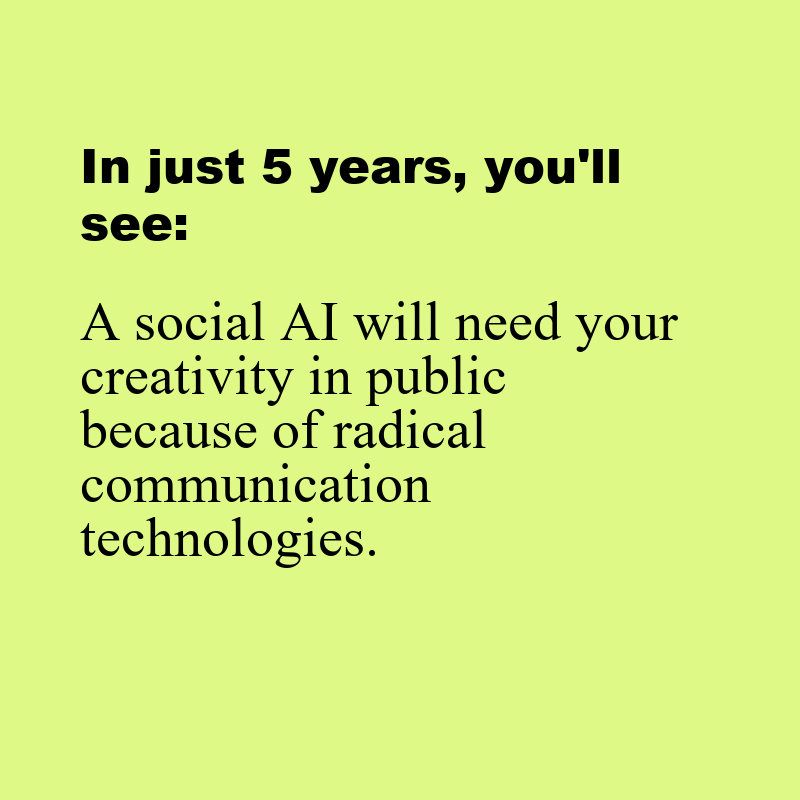 In just 5 years, you'll
see:
A social AI will need your
creativity in public
because of radical
communication
technologies.